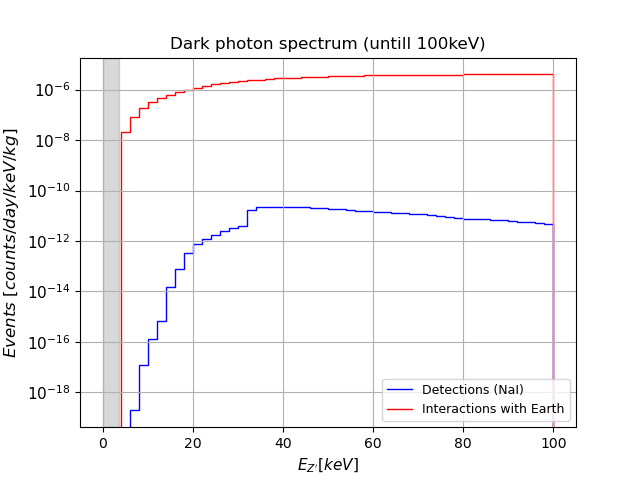 Dark photon spectrum (untill 100keV)
Events [counts/day/keV/kg]
10⁻⁶
10⁻⁸
10⁻¹⁰
10⁻¹²
10⁻¹⁴
10⁻¹⁶
10⁻¹⁸
Detections (NaI)
Interactions with Earth
0 20 40 60 80 100
E_Z'[keV]